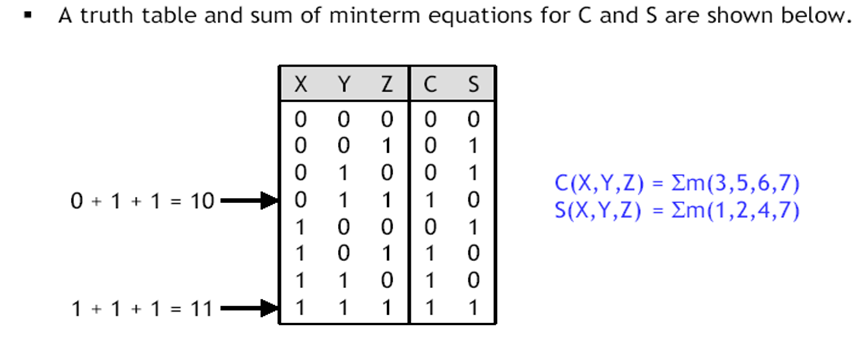 ▪ A truth table and sum of minterm equations for C and S are shown below.
X Y Z C S
0 0 0 0 0
0 0 1 0 1
0 1 0 0 1
0 + 1 + 1 = 10 0 1 1 1 0
1 0 0 0 1
1 0 1 1 0
1 1 0 1 0
1 + 1 + 1 = 11 1 1 1 1 1
C(X,Y,Z) = Σm(3,5,6,7)
S(X,Y,Z) = Σm(1,2,4,7)